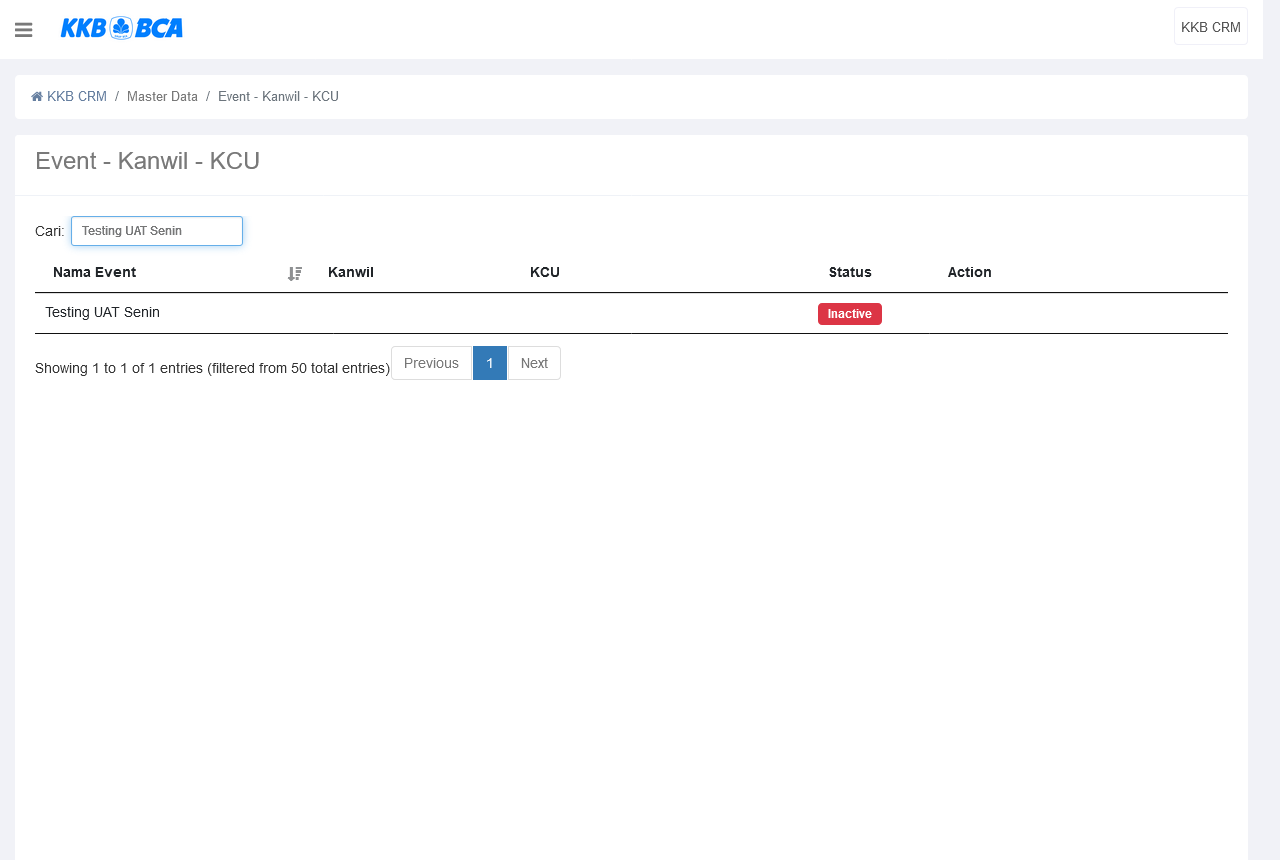 KKB BCA
KKB CRM
KKB CRM / Master Data / Event - Kanwil - KCU
Event - Kanwil - KCU
Cari: Testing UAT Senin
Nama Event Kanwil KCU Status Action
Testing UAT Senin Inactive
Showing 1 to 1 of 1 entries (filtered from 50 total entries) Previous 1 Next